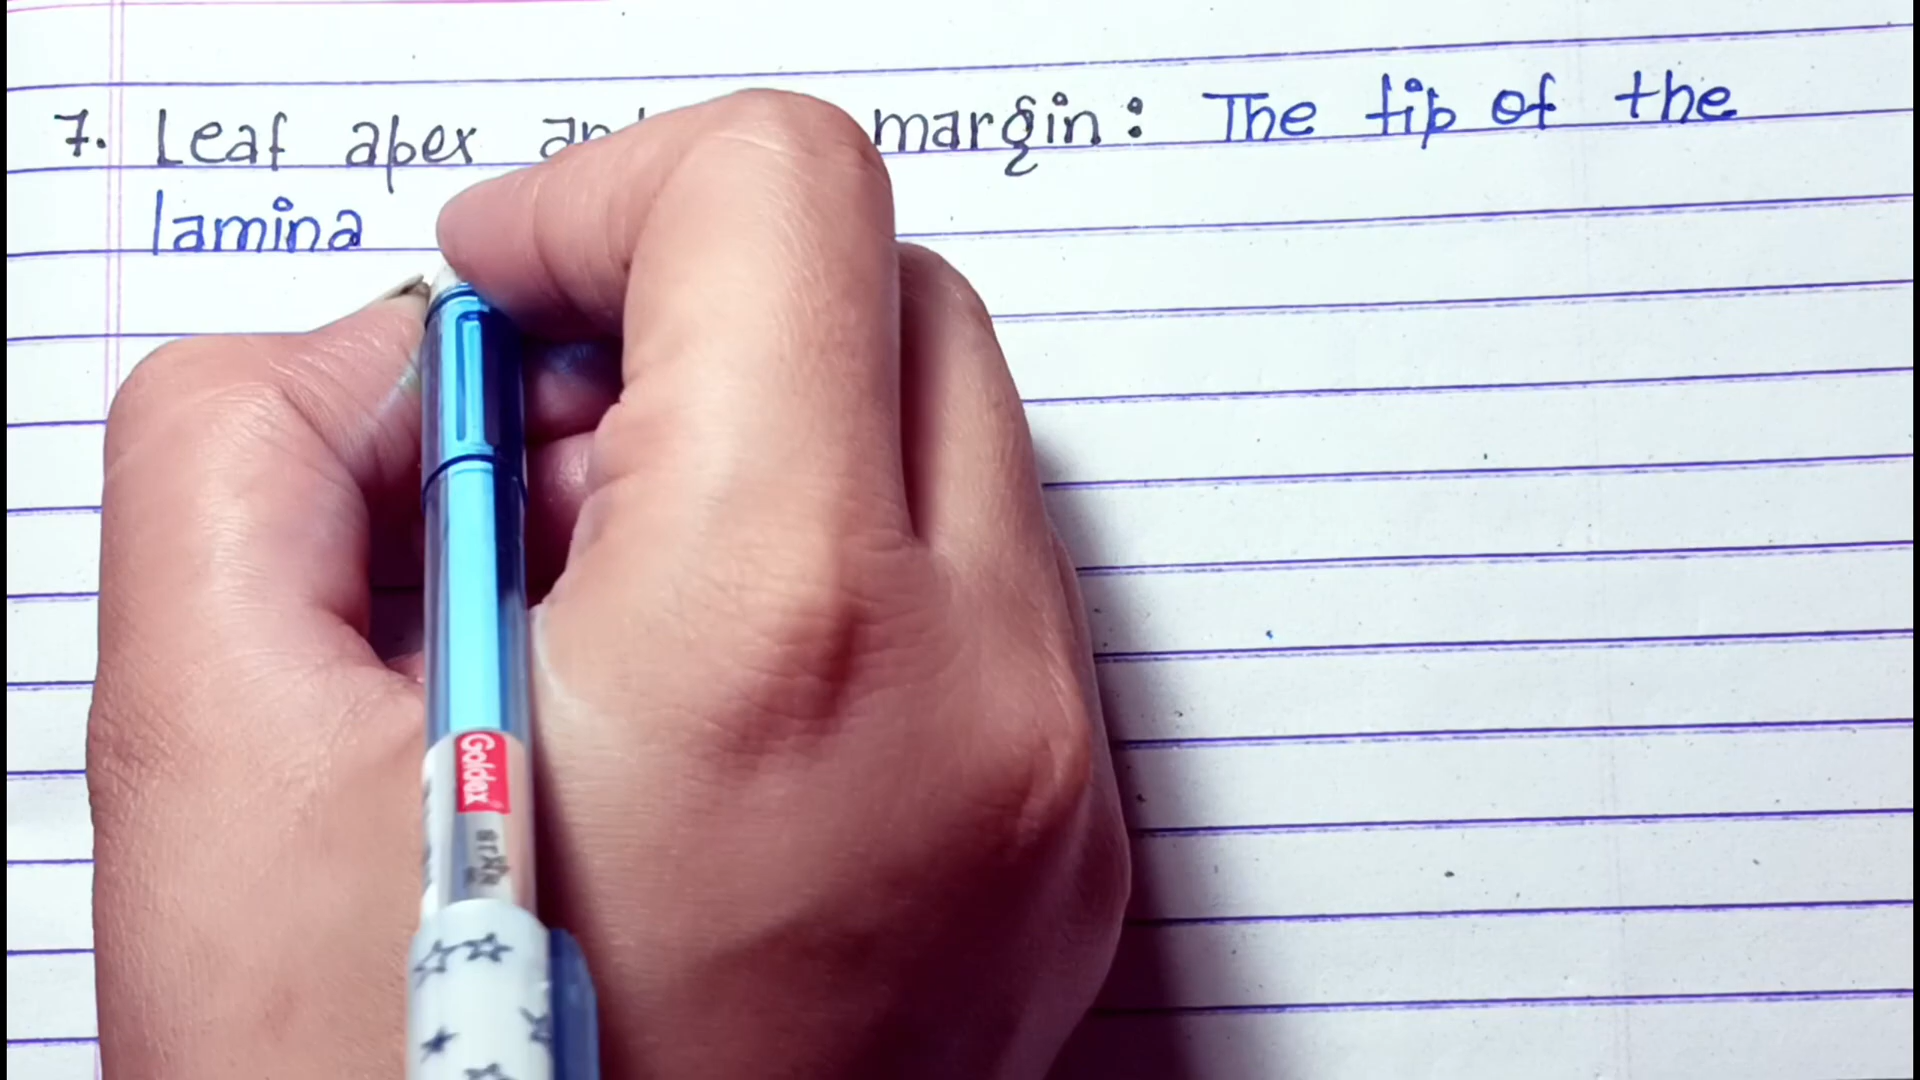 7. Leaf apex margin: The tip of the
lamina
Goldex